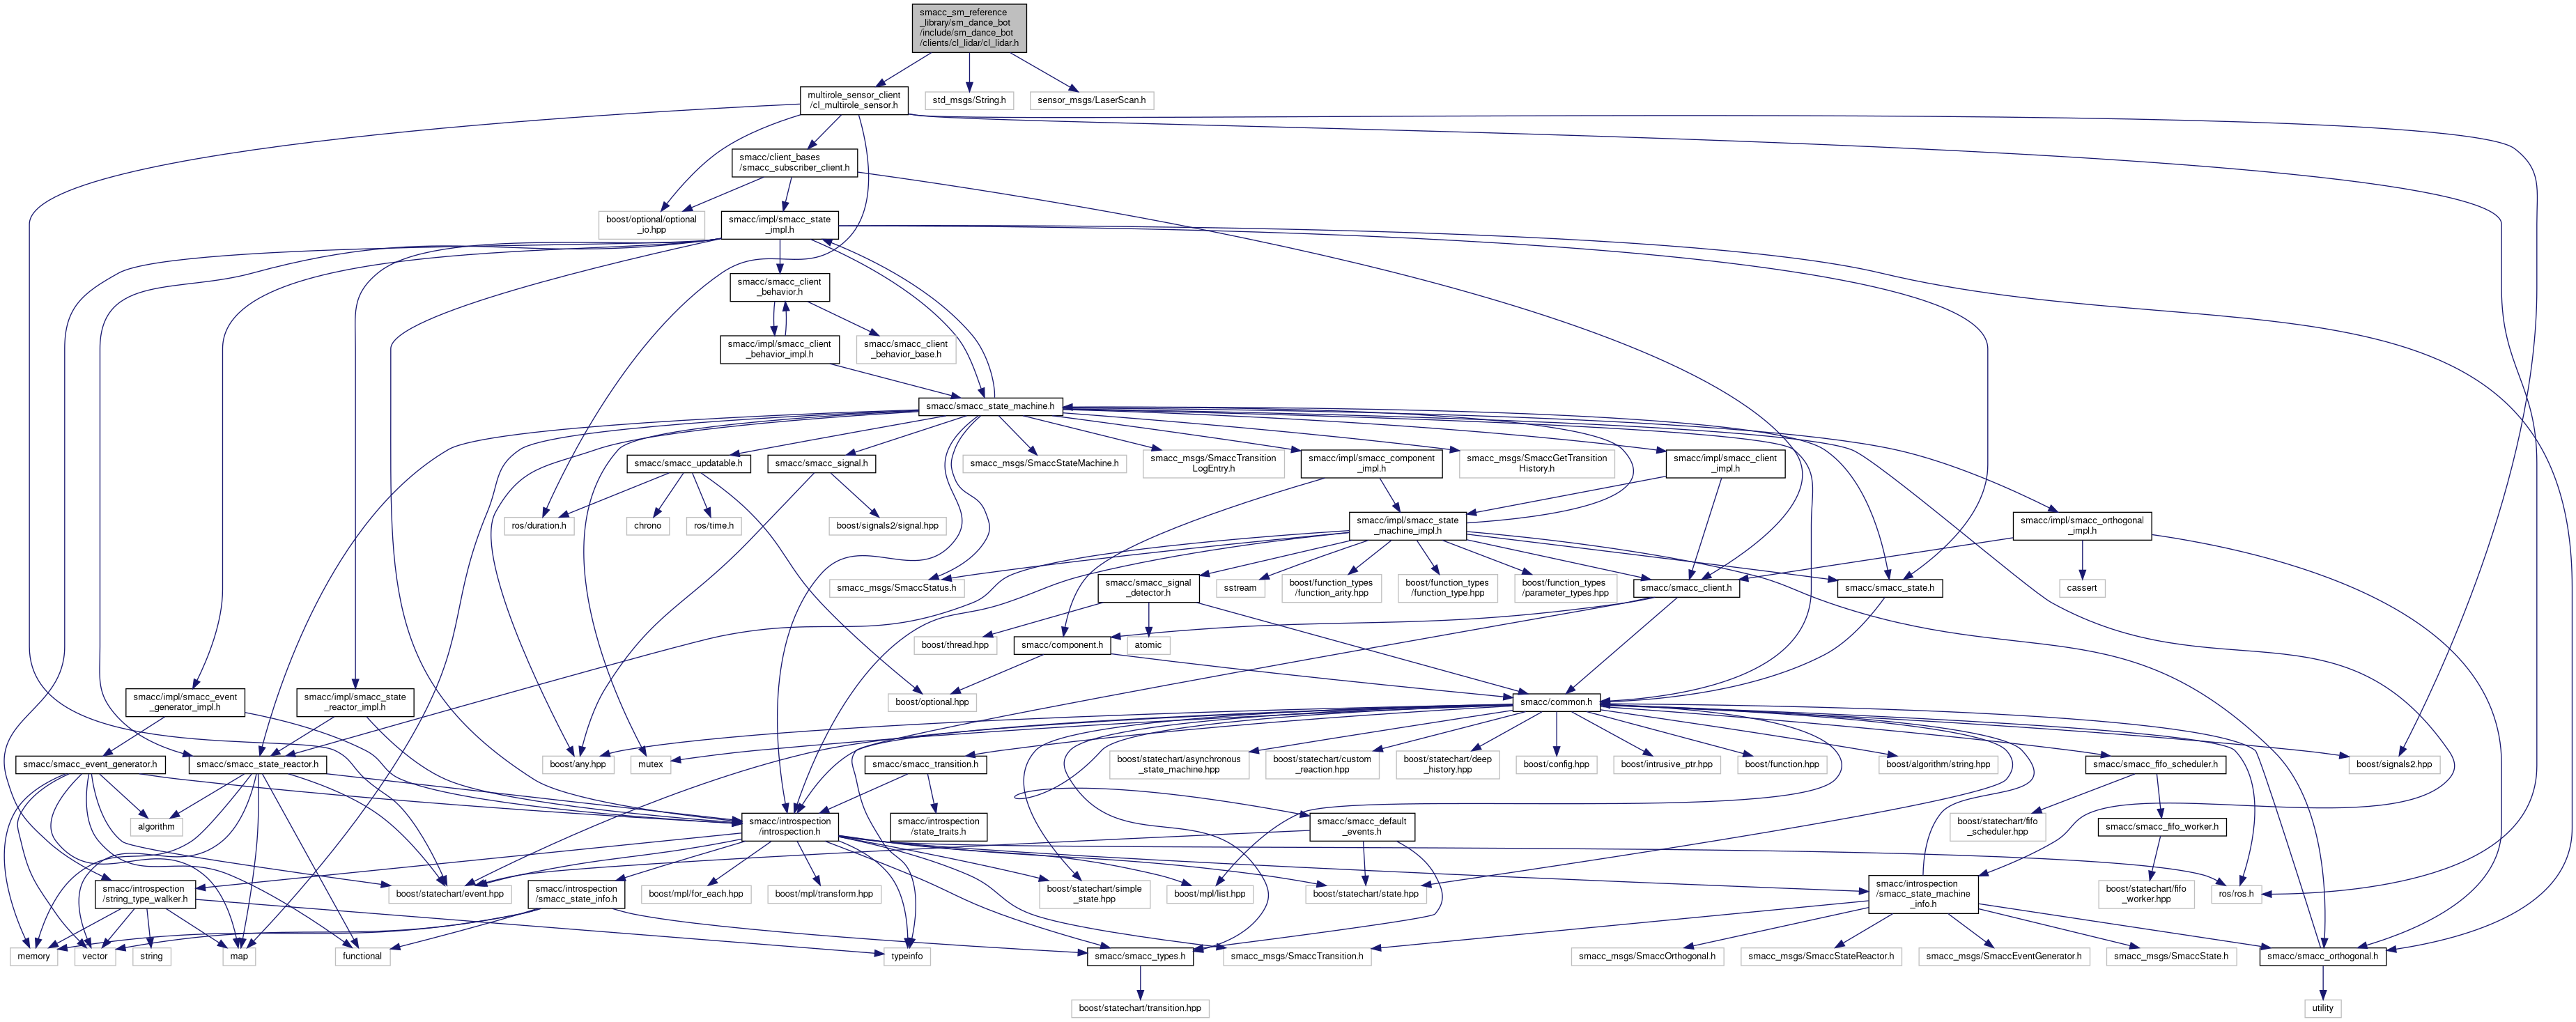 smacc_sm_reference
_library/sm_dance_bot
/include/sm_dance_bot
/clients/cl_lidar/cl_lidar.h
multirole_sensor_client
/cl_multirole_sensor.h
std_msgs/String.h
sensor_msgs/LaserScan.h
smacc/client_bases
/smacc_subscriber_client.h
boost/optional/optional
_io.hpp
smacc/impl/smacc_state
_impl.h
smacc/smacc_client
_behavior.h
smacc/impl/smacc_client
_behavior_impl.h
smacc/smacc_client
_behavior_base.h
smacc/smacc_state_machine.h
smacc/smacc_updatable.h
smacc/smacc_signal.h
smacc_msgs/SmaccStateMachine.h
smacc_msgs/SmaccTransition
LogEntry.h
smacc/impl/smacc_component
_impl.h
smacc_msgs/SmaccGetTransition
History.h
smacc/impl/smacc_client
_impl.h
ros/duration.h
chrono
ros/time.h
boost/signals2/signal.hpp
smacc/impl/smacc_state
_machine_impl.h
smacc/impl/smacc_orthogonal
_impl.h
smacc_msgs/SmaccStatus.h
smacc/smacc_signal
_detector.h
sstream
boost/function_types
/function_arity.hpp
boost/function_types
/function_type.hpp
boost/function_types
/parameter_types.hpp
smacc/smacc_client.h
smacc/smacc_state.h
cassert
boost/thread.hpp
smacc/component.h
atomic
smacc/impl/smacc_event
_generator_impl.h
smacc/impl/smacc_state
_reactor_impl.h
boost/optional.hpp
smacc/common.h
smacc/smacc_event_generator.h
smacc/smacc_state_reactor.h
boost/any.hpp
mutex
smacc/smacc_transition.h
boost/statechart/asynchronous
_state_machine.hpp
boost/statechart/custom
_reaction.hpp
boost/statechart/deep
_history.hpp
boost/config.hpp
boost/intrusive_ptr.hpp
boost/function.hpp
boost/algorithm/string.hpp
smacc/smacc_fifo_scheduler.h
boost/signals2.hpp
algorithm
smacc/introspection
/introspection.h
smacc/introspection
/state_traits.h
smacc/smacc_default
_events.h
boost/statechart/fifo
_scheduler.hpp
smacc/smacc_fifo_worker.h
smacc/introspection
/string_type_walker.h
boost/statechart/event.hpp
smacc/introspection
/smacc_state_info.h
boost/mpl/for_each.hpp
boost/mpl/transform.hpp
boost/statechart/simple
_state.hpp
boost/mpl/list.hpp
boost/statechart/state.hpp
smacc/introspection
/smacc_state_machine
_info.h
boost/statechart/fifo
_worker.hpp
ros/ros.h
memory
vector
string
map
functional
typeinfo
smacc/smacc_types.h
smacc_msgs/SmaccTransition.h
smacc_msgs/SmaccOrthogonal.h
smacc_msgs/SmaccStateReactor.h
smacc_msgs/SmaccEventGenerator.h
smacc_msgs/SmaccState.h
smacc/smacc_orthogonal.h
boost/statechart/transition.hpp
utility